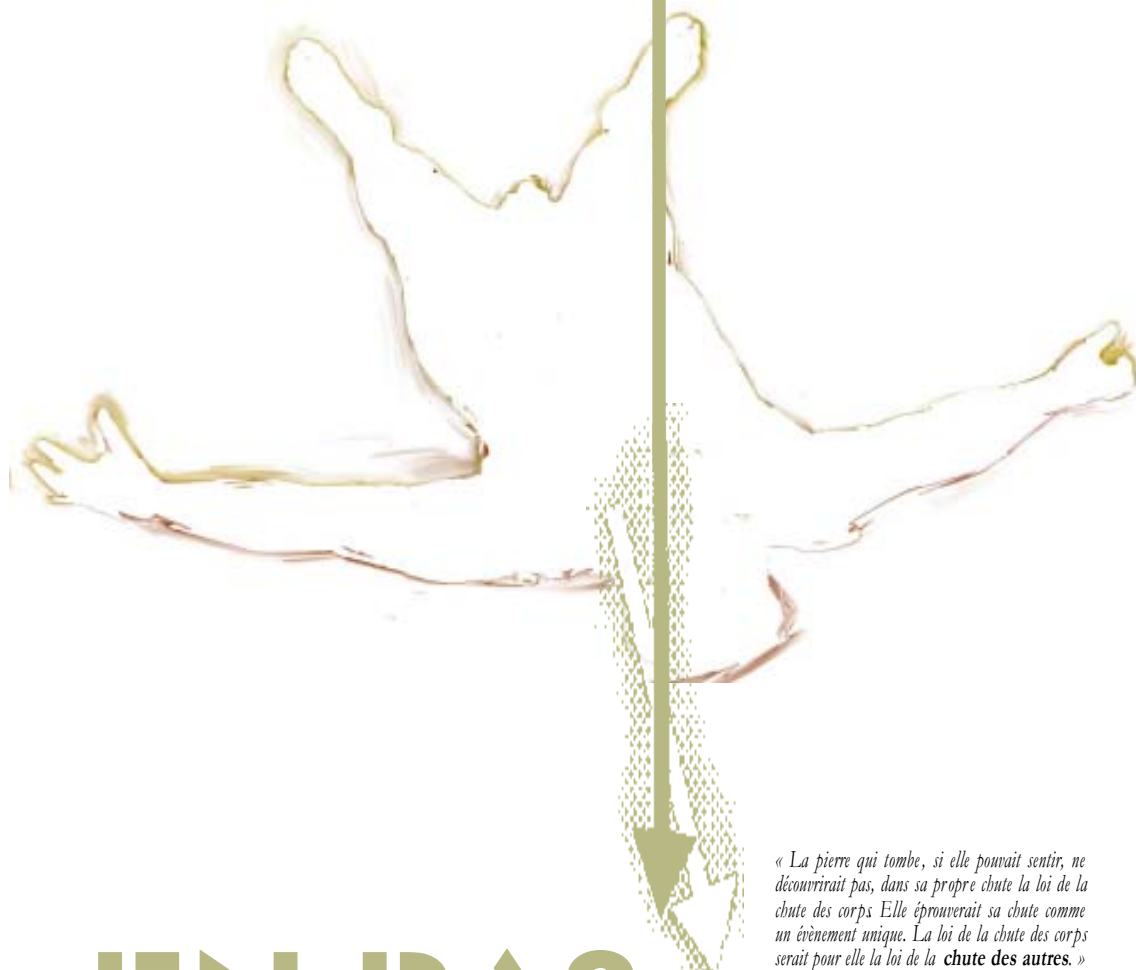 « La pierre qui tombe, si elle pouvait sentir, ne
découvrirait pas, dans sa propre chute la loi de la
chute des corps. Elle éprouverait sa chute comme
un évènement unique. La loi de la chute des corps
serait pour elle la loi de la chute des autres. »